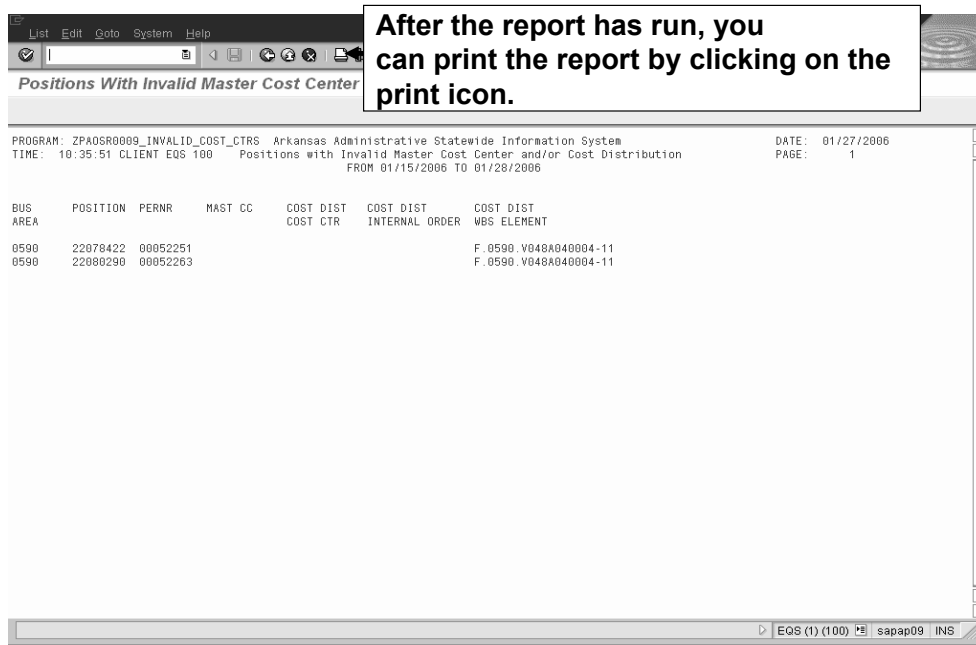 List Edit Goto System Help
After the report has run, you
can print the report by clicking on the
print icon.
Positions With Invalid Master Cost Center
PROGRAM: ZPAOSR0009_INVALID_COST_CTRS Arkansas Administrative Statewide Information System DATE: 01/27/2006
TIME: 10:35:51 CLIENT EQS 100 Positions with Invalid Master Cost Center and/or Cost Distribution PAGE: 1
FROM 01/15/2006 TO 01/28/2006
BUS POSITION PERNR MAST CC COST DIST COST DIST COST DIST
AREA COST CTR INTERNAL ORDER WBS ELEMENT
0590 22078422 00052251 F.0590.V048A040004-11
0590 22080290 00052263 F.0590.V048A040004-11
EQS (1) (100) sapap09 INS